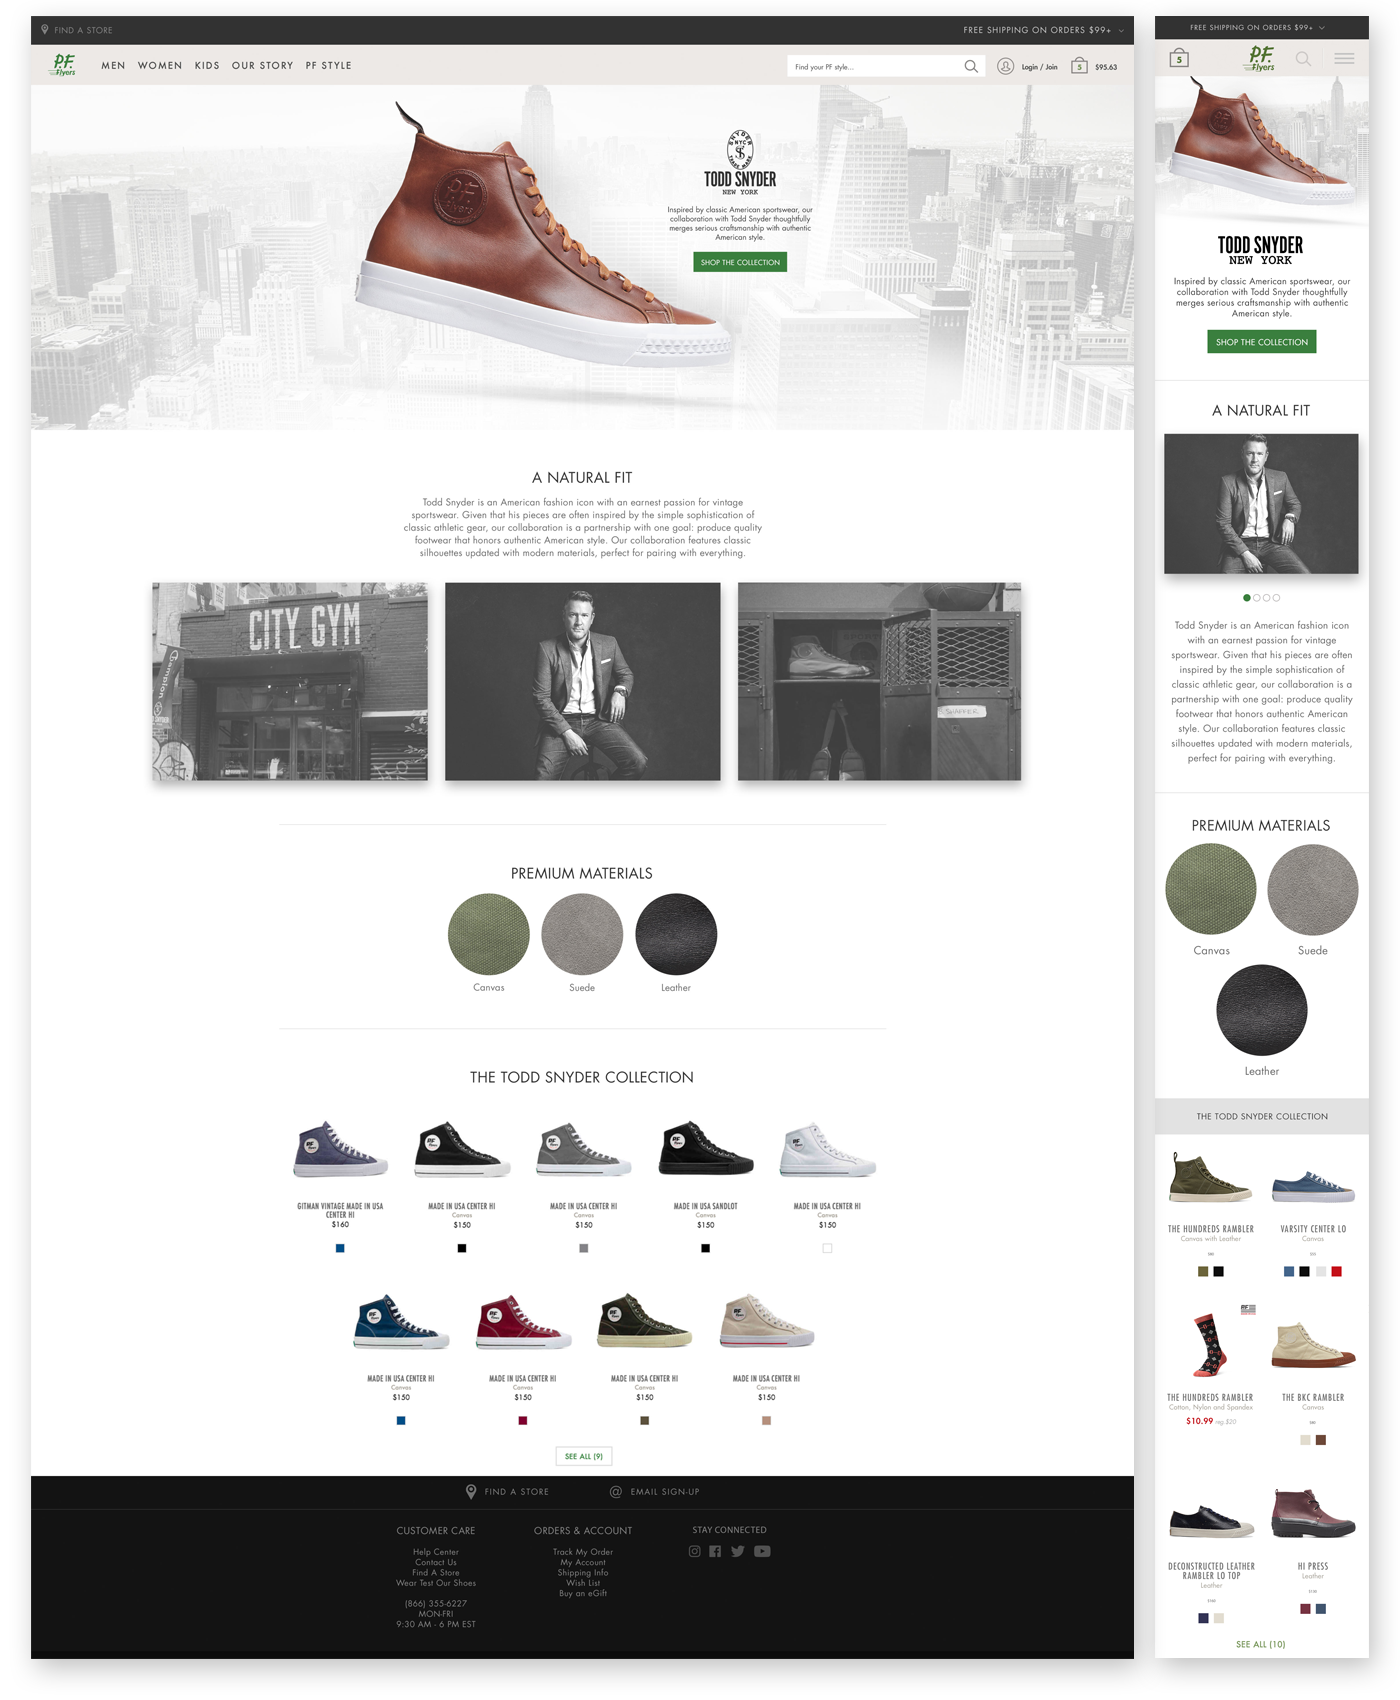 FIND A STORE
FREE SHIPPING ON ORDERS $99+
P.F.
Flyers
MEN WOMEN KIDS OUR STORY PF STYLE
Find your PF style...
Login / Join
5
$95.63
SNYDER
NYC
TRADE MARK
TODD SNYDER
NEW YORK
Inspired by classic American sportswear, our
collaboration with Todd Snyder thoughtfully
merges serious craftsmanship with authentic
American style.
SHOP THE COLLECTION
A NATURAL FIT
Todd Snyder is an American fashion icon with an earnest passion for vintage
sportswear. Given that his pieces are often inspired by the simple sophistication of
classic athletic gear, our collaboration is a partnership with one goal: produce quality
footwear that honors authentic American style. Our collaboration features classic
silhouettes updated with modern materials, perfect for pairing with everything.
CITY GYM
Champion
SHAFFER
PREMIUM MATERIALS
Canvas
Suede
Leather
THE TODD SNYDER COLLECTION
GITMAN VINTAGE MADE IN USA
CENTER HI
$160
MADE IN USA CENTER HI
Canvas
$150
MADE IN USA CENTER HI
Canvas
$150
MADE IN USA SANDLOT
Canvas
$150
MADE IN USA CENTER HI
Canvas
$150
MADE IN USA CENTER HI
Canvas
$150
MADE IN USA CENTER HI
Canvas
$150
MADE IN USA CENTER HI
Canvas
$150
MADE IN USA CENTER HI
Canvas
$150
SEE ALL (9)
FIND A STORE
EMAIL SIGN-UP
CUSTOMER CARE
Help Center
Contact Us
Find A Store
Wear Test Our Shoes
(866) 355-6227
MON-FRI
9:30 AM - 6 PM EST
ORDERS & ACCOUNT
Track My Order
My Account
Shipping Info
Wish List
Buy an eGift
STAY CONNECTED
FREE SHIPPING ON ORDERS $99+
5
P.F.
Flyers
TODD SNYDER
NEW YORK
Inspired by classic American sportswear, our
collaboration with Todd Snyder thoughtfully
merges serious craftsmanship with authentic
American style.
SHOP THE COLLECTION
A NATURAL FIT
Todd Snyder is an American fashion icon
with an earnest passion for vintage
sportswear. Given that his pieces are often
inspired by the simple sophistication of
classic athletic gear, our collaboration is a
partnership with one goal: produce quality
footwear that honors authentic American
style. Our collaboration features classic
silhouettes updated with modern materials,
perfect for pairing with everything.
PREMIUM MATERIALS
Canvas
Suede
Leather
THE TODD SNYDER COLLECTION
THE HUNDREDS RAMBLER
Canvas with Leather
VARSITY CENTER LO
Canvas
THE HUNDREDS RAMBLER
Cotton, Nylon and Spandex
$10.99 reg.$20
THE BKC RAMBLER
Canvas
DECONSTRUCTED LEATHER
RAMBLER LO TOP
Leather
HI PRESS
Leather
SEE ALL (10)